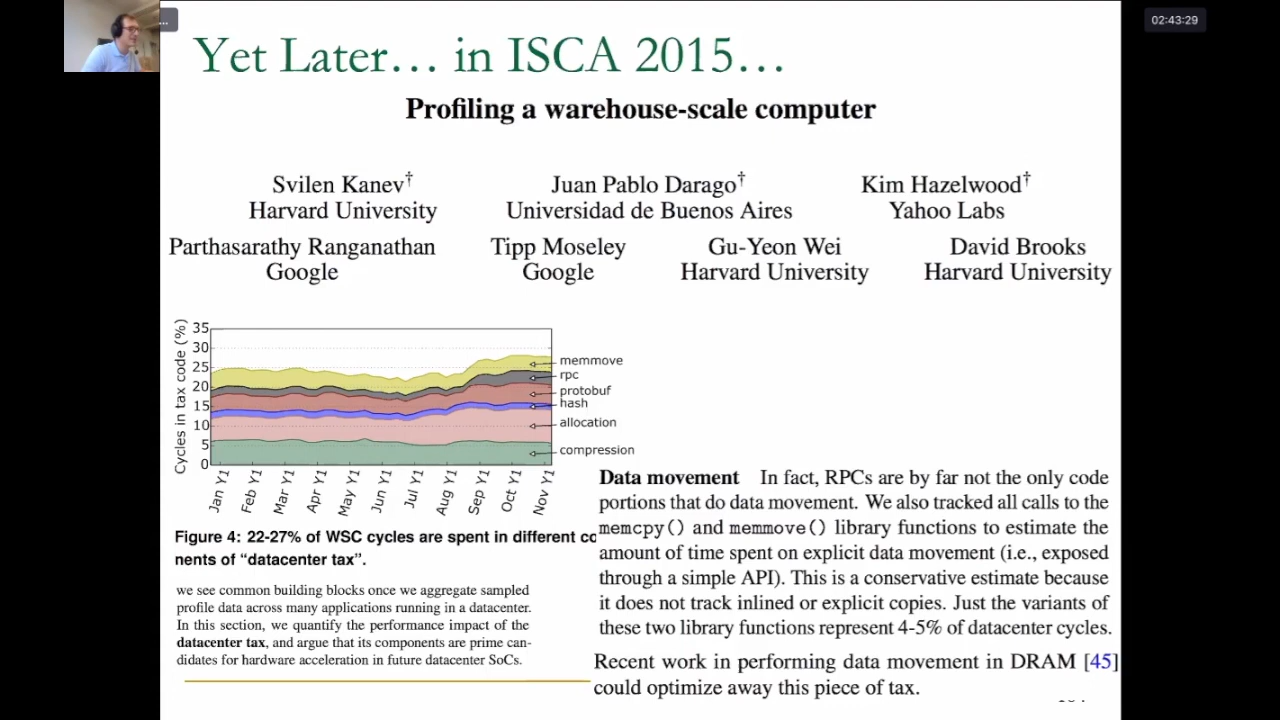 ...
02:43:29
Yet Later… in ISCA 2015…
Profiling a warehouse-scale computer
Svilen Kanev†
Harvard University
Juan Pablo Darago†
Universidad de Buenos Aires
Kim Hazelwood†
Yahoo Labs
Parthasarathy Ranganathan
Google
Tipp Moseley
Google
Gu-Yeon Wei
Harvard University
David Brooks
Harvard University
Cycles in tax code (%)
35
30
25
20
15
10
5
0
memmove
rpc
protobuf
hash
allocation
compression
Jan Y1
Feb Y1
Mar Y1
Apr Y1
May Y1
Jun Y1
Jul Y1
Aug Y1
Sep Y1
Oct Y1
Nov Y1
Figure 4: 22-27% of WSC cycles are spent in different co
nents of “datacenter tax”.
we see common building blocks once we aggregate sampled
profile data across many applications running in a datacenter.
In this section, we quantify the performance impact of the
datacenter tax, and argue that its components are prime can-
didates for hardware acceleration in future datacenter SoCs.
Data movement In fact, RPCs are by far not the only code
portions that do data movement. We also tracked all calls to the
memcpy() and memmove() library functions to estimate the
amount of time spent on explicit data movement (i.e., exposed
through a simple API). This is a conservative estimate because
it does not track inlined or explicit copies. Just the variants of
these two library functions represent 4-5% of datacenter cycles.
Recent work in performing data movement in DRAM [45]
could optimize away this piece of tax.